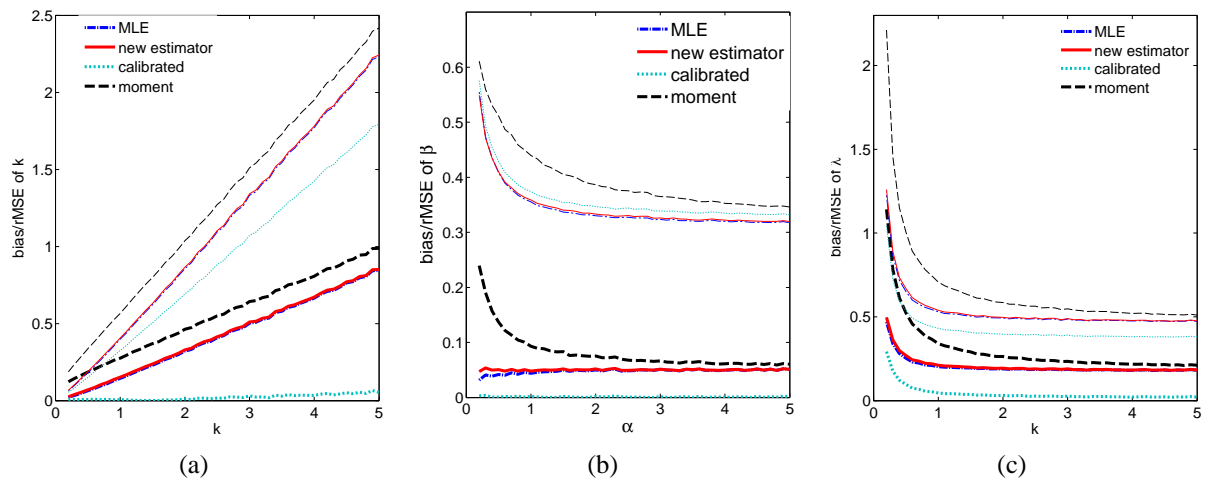 2.5
2
1.5
1
0.5
0
0 1 2 3 4 5
k
bias/rMSE of k
MLE
new estimator
calibrated
moment
(a)
0.6
0.5
0.4
0.3
0.2
0.1
0
0 1 2 3 4 5
α
bias/rMSE of β
MLE
new estimator
calibrated
moment
(b)
2
1.5
1
0.5
0
0 1 2 3 4 5
k
bias/rMSE of λ
MLE
new estimator
calibrated
moment
(c)